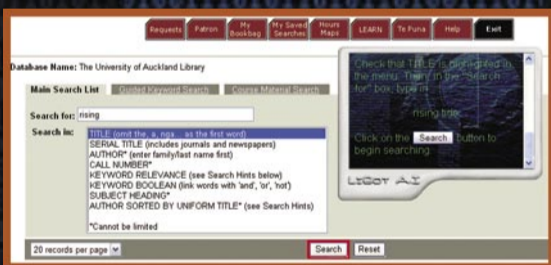 Requests
Patron
My Bookbag
My Saved Searches
Hours Maps
LEARN
Te Puna
Help
Exit
Database Name: The University of Auckland Library
Main Search List
Guided Keyword Search
Course Material Search
Search for: rising
Search in:
TITLE (omit the, a, nga... as the first word)
SERIAL TITLE (includes journals and newspapers)
AUTHOR* (enter family/last name first)
CALL NUMBER*
KEYWORD RELEVANCE (see Search Hints below)
KEYWORD BOOLEAN (link words with 'and', 'or', 'not')
SUBJECT HEADING*
AUTHOR SORTED BY UNIFORM TITLE* (see Search Hints)
*Cannot be limited
20 records per page
Search
Reset
Check that TITLE is highlighted in
the menu. Then, in the "Search
for" box, type in
rising title
Click on the Search button to
begin searching.